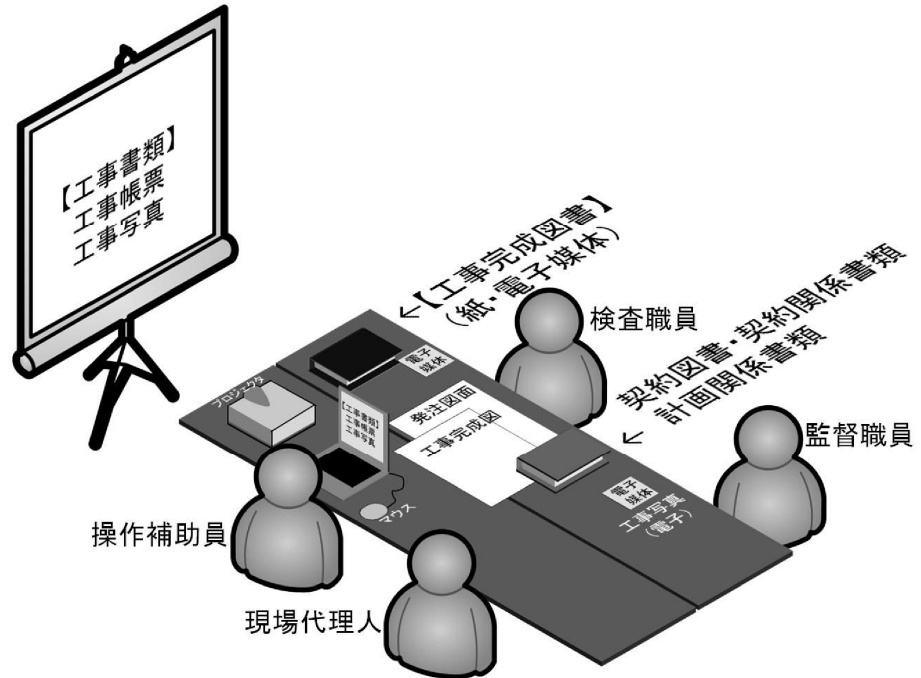 【工事書類】
工事帳票
工事写真
←【工事完成図書】
(紙・電子媒体)
検査職員
契約図書・契約関係書類
計画関係書類
←
監督職員
プロジェクタ
電子
媒体
【工事書類】
工事帳票
工事写真
発注図面
工事完成図
電子
媒体
工事写真
(電子)
マウス
操作補助員
現場代理人